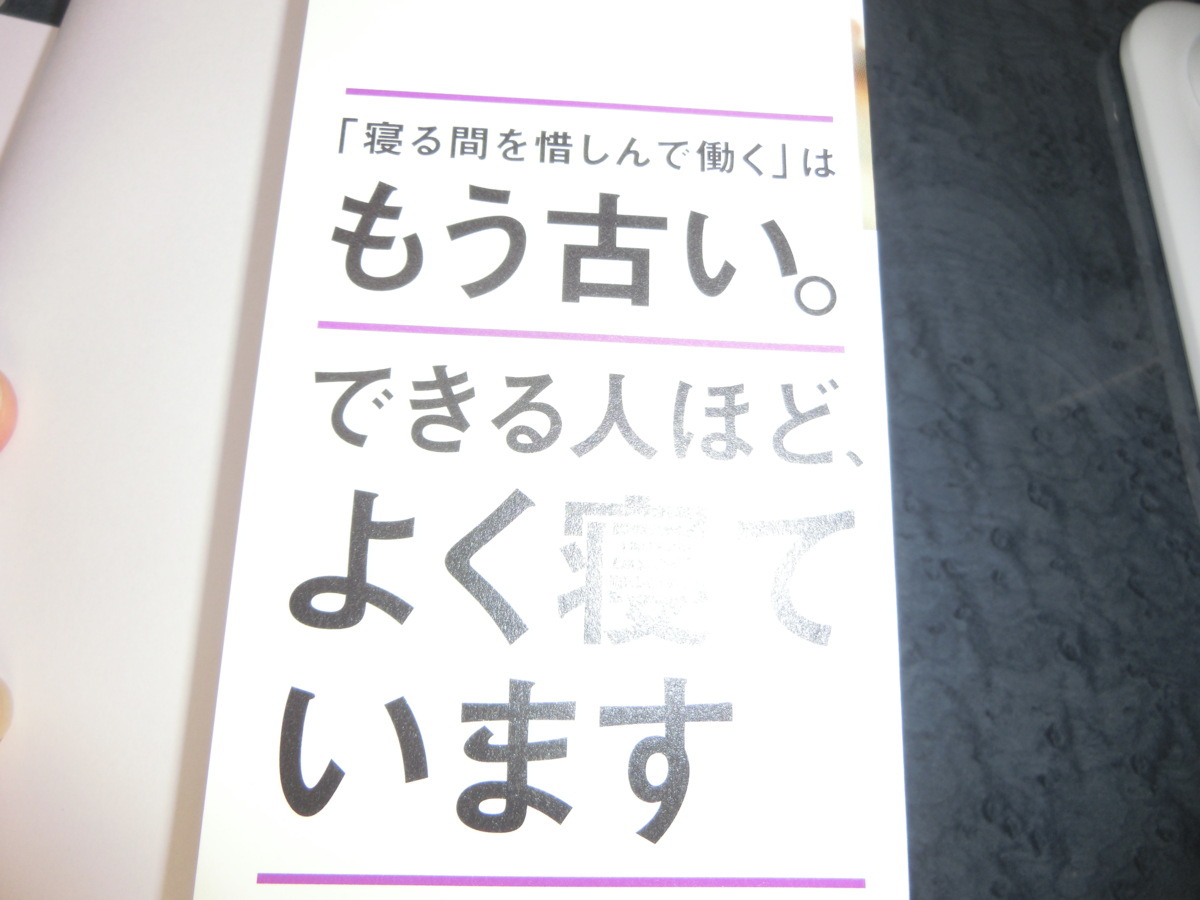 「寝る間を惜しんで働く」は
もう古い。
できる人ほど、
よく寝て
います